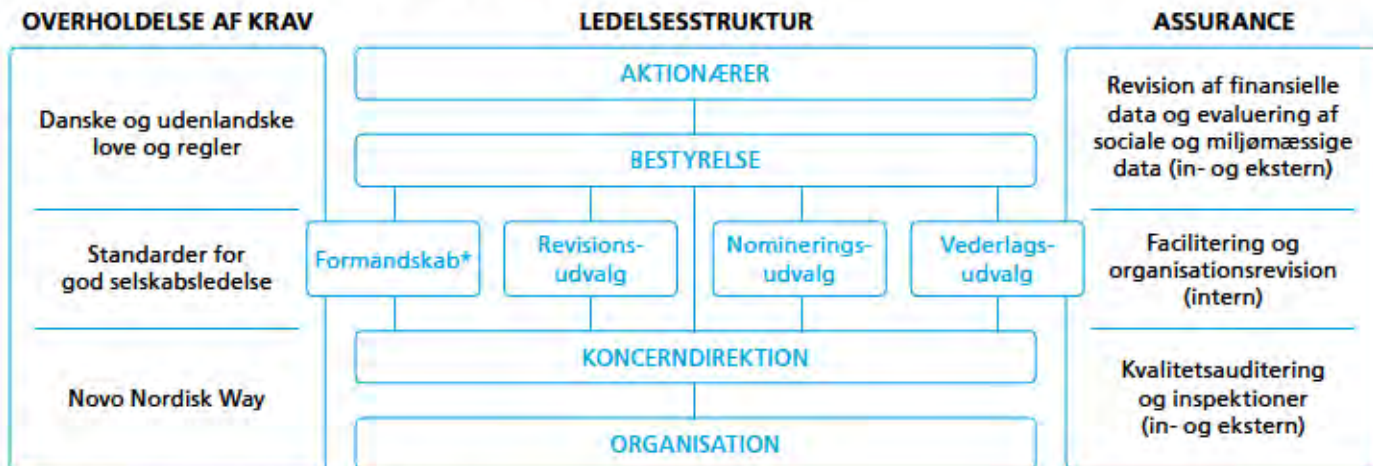 OVERHOLDELSE AF KRAV
Danske og udenlandske
love og regler
Standarder for
god selskabsledelse
Novo Nordisk Way
LEDELSESSTRUKTUR
AKTIONÆRER
BESTYRELSE
Formandskab*
Revisions-
udvalg
Nominerings-
udvalg
Vederlags-
udvalg
KONCERNDIREKTION
ORGANISATION
ASSURANCE
Revision af finansielle
data og evaluering af
sociale og miljømæssige
data (in- og ekstern)
Facilitering og
organisationsrevision
(intern)
Kvalitetsauditering
og inspektioner
(in- og ekstern)